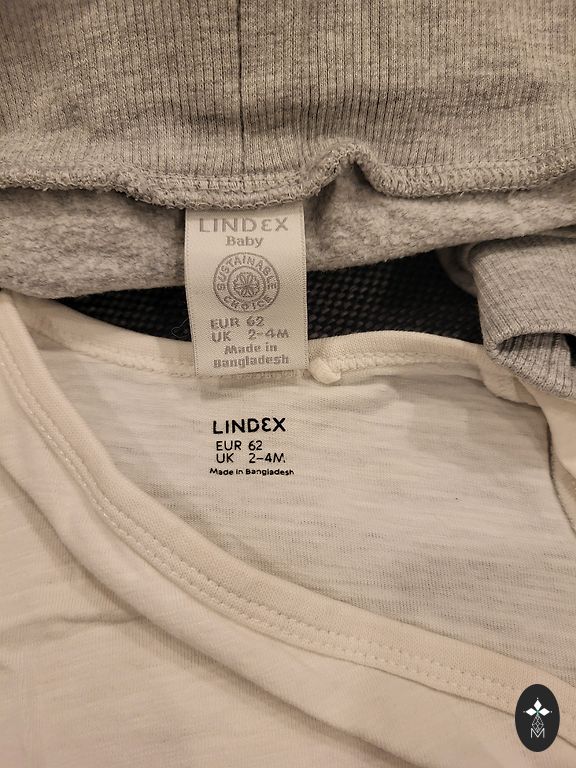 LINDEX
Baby
SUSTAINABLE CHOICE
EUR 62
UK 2-4M
Made in
Bangladesh
LINDEX
EUR 62
UK 2-4M
Made in Bangladesh
M